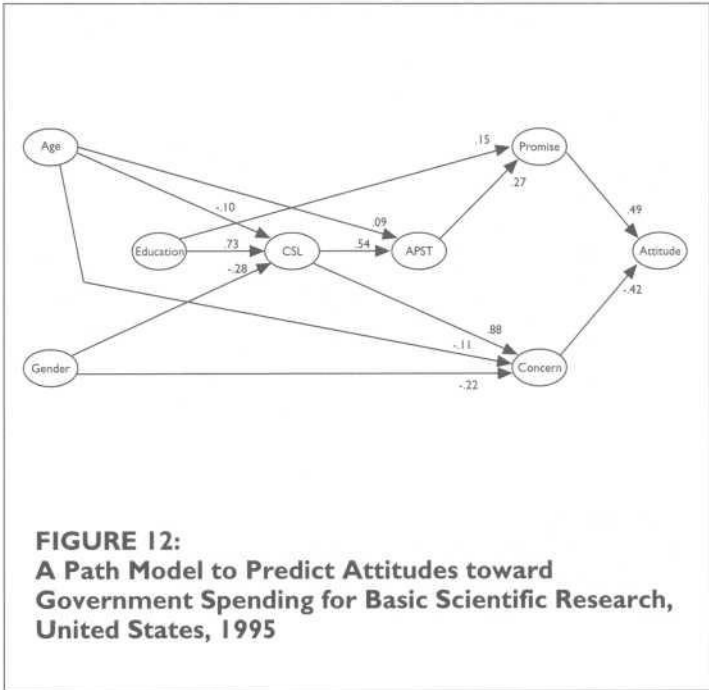 Age
.15
Promise
.27
-.10
.09
.49
Education
.73
CSL
.54
APST
Attitude
-.28
-.42
.88
-.11
Gender
Concern
-.22
FIGURE 12:
A Path Model to Predict Attitudes toward
Government Spending for Basic Scientific Research,
United States, 1995